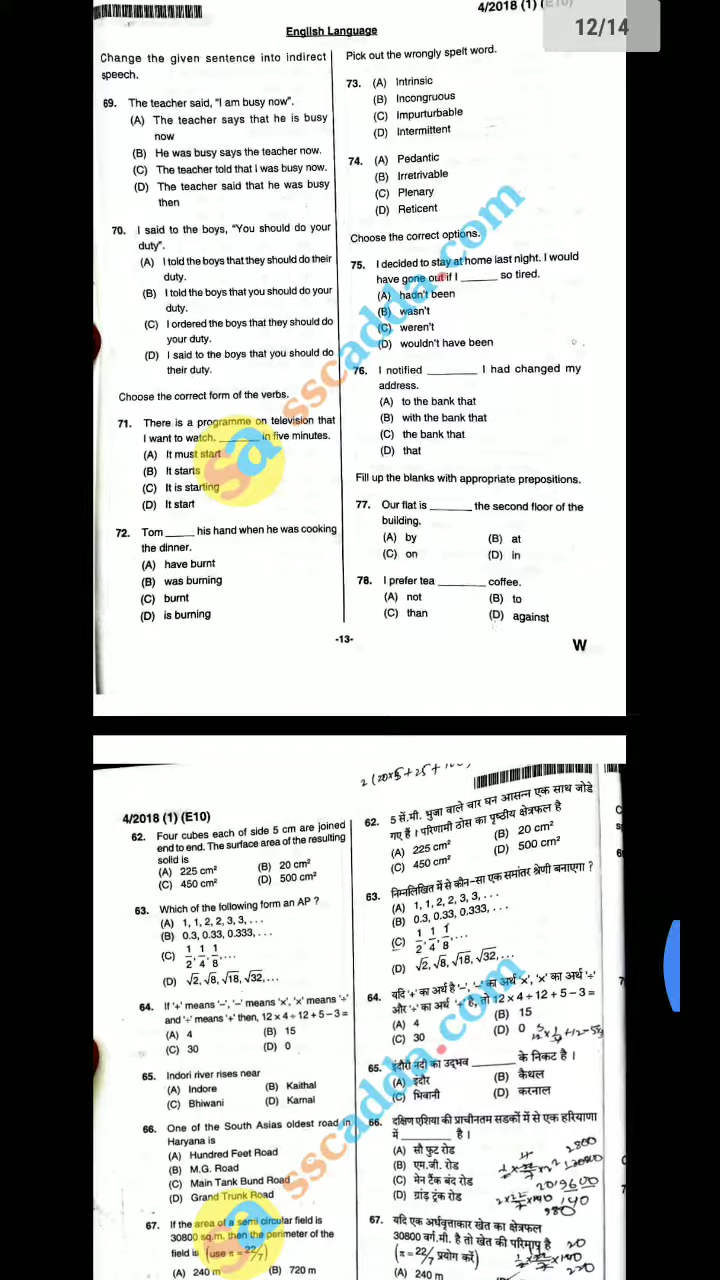 4/2018 (1) (E10)
12/14
English Language
Change the given sentence into indirect
speech.
69. The teacher said, "I am busy now".
(A) The teacher says that he is busy
now
(B) He was busy says the teacher now.
(C) The teacher told that I was busy now.
(D) The teacher said that he was busy
then
70. I said to the boys, "You should do your
duty".
(A) I told the boys that they should do their
duty.
(B) I told the boys that you should do your
duty.
(C) I ordered the boys that they should do
your duty.
(D) I said to the boys that you should do
their duty.
Choose the correct form of the verbs.
71. There is a programme on television that
I want to watch. ______ in five minutes.
(A) It must start
(B) It starts
(C) It is starting
(D) It start
72. Tom _____ his hand when he was cooking
the dinner.
(A) have burnt
(B) was burning
(C) burnt
(D) is burning
Pick out the wrongly spelt word.
73. (A) Intrinsic
(B) Incongruous
(C) Impurturbable
(D) Intermittent
74. (A) Pedantic
(B) Irretrivable
(C) Plenary
(D) Reticent
Choose the correct options.
75. I decided to stay at home last night. I would
have gone out if I ______ so tired.
(A) hadn't been
(B) wasn't
(C) weren't
(D) wouldn't have been
76. I notified ________ I had changed my
address.
(A) to the bank that
(B) with the bank that
(C) the bank that
(D) that
Fill up the blanks with appropriate prepositions.
77. Our flat is _______ the second floor of the
building.
(A) by (B) at
(C) on (D) in
78. I prefer tea ________ coffee.
(A) not (B) to
(C) than (D) against
-13-
W
sa sscadda.com
4/2018 (1) (E10)
62. Four cubes each of side 5 cm are joined
end to end. The surface area of the resulting
solid is
(A) 225 cm² (B) 20 cm²
(C) 450 cm² (D) 500 cm²
63. Which of the following form an AP ?
(A) 1, 1, 2, 2, 3, 3, . . .
(B) 0.3, 0.33, 0.333, . . .
(C) 1/2, 1/4, 1/8, . . .
(D) √2, √8, √18, √32, . . .
64. If '+' means '–', '–' means 'x', 'x' means '÷'
and '÷' means '+' then, 12 x 4 ÷ 12 + 5 – 3 =
(A) 4 (B) 15
(C) 30 (D) 0
65. Indori river rises near
(A) Indore (B) Kaithal
(C) Bhiwani (D) Karnal
66. One of the South Asias oldest road in
Haryana is
(A) Hundred Feet Road
(B) M.G. Road
(C) Main Tank Bund Road
(D) Grand Trunk Road
67. If the area of a semi circular field is
30800 sq.m. then the perimeter of the
field is (use π = 22/7)
(A) 240 m (B) 720 m
62. 5 सें.मी. भुजा वाले चार घन आसन्न एक साथ जोडे
गए हैं । परिणामी ठोस का पृष्ठीय क्षेत्रफल है
(A) 225 cm² (B) 20 cm²
(C) 450 cm² (D) 500 cm²
63. निम्नलिखित में से कौन-सा एक समांतर श्रेणी बनाएगा ?
(A) 1, 1, 2, 2, 3, 3, . . .
(B) 0.3, 0.33, 0.333, . . .
(C) 1/2, 1/4, 1/8, . . .
(D) √2, √8, √18, √32, . . .
64. यदि '+' का अर्थ है '–', '–' का अर्थ 'x', 'x' का अर्थ '÷'
और '÷' का अर्थ '+' है, तो 12 x 4 ÷ 12 + 5 – 3 =
(A) 4 (B) 15
(C) 30 (D) 0
65. इंदौरी नदी का उद्भव ________ के निकट है ।
(A) इंदौर (B) कैथल
(C) भिवानी (D) करनाल
66. दक्षिण एशिया की प्राचीनतम सडकों में से एक हरियाणा
में ________ है ।
(A) सौ फुट रोड
(B) एम.जी. रोड
(C) मेन टैंक बंद रोड
(D) ग्रांड ट्रंक रोड
67. यदि एक अर्धवृत्ताकार खेत का क्षेत्रफल
30800 वर्ग.मी. है तो खेत की परिमाप है
(π = 22/7 प्रयोग करें)
(A) 240 m
sscadda.com